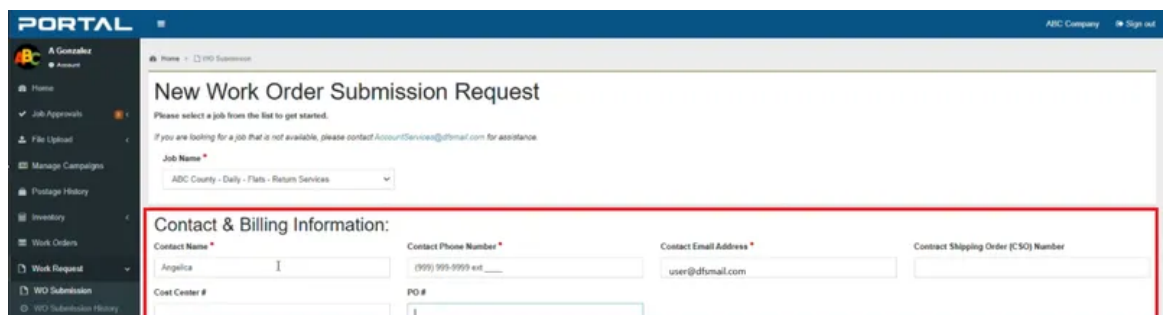 PORTAL
ABC Company Sign out
ABC
A Gonzalez
Account
Home > WO Submission
Home
New Work Order Submission Request
Job Approvals
Please select a job from the list to get started.
File Upload
If you are looking for a job that is not available, please contact AccountServices@dfsmail.com for assistance.
Manage Campaigns
Job Name *
ABC County - Daily - Flats - Return Services
Postage History
Inventory
Contact & Billing Information:
Work Orders
Contact Name * Contact Phone Number * Contact Email Address * Contract Shipping Order (CSO) Number
Work Request
Angelica (999) 999-9999 ext ____ user@dfsmail.com
WO Submission
Cost Center # PO #
WO Submission History